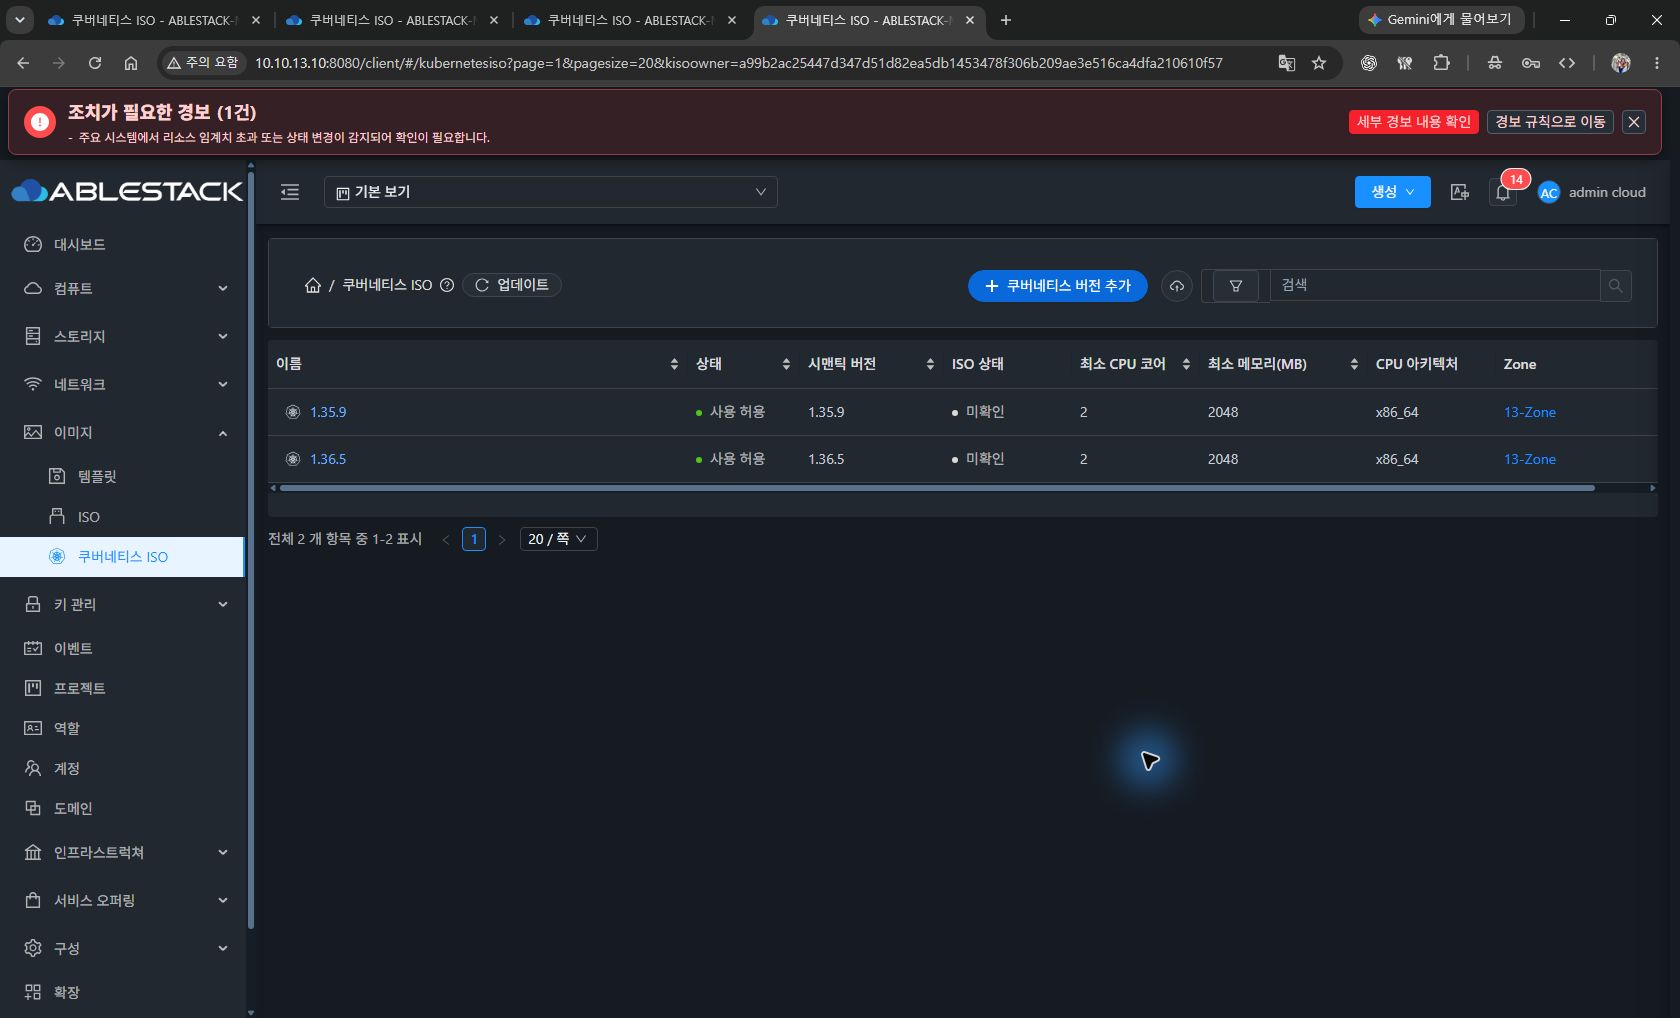 쿠버네티스 ISO - ABLESTACK-
쿠버네티스 ISO - ABLESTACK-
쿠버네티스 ISO - ABLESTACK-
쿠버네티스 ISO - ABLESTACK-
Gemini에게 물어보기
주의 요함
10.10.13.10:8080/client/#/kubernetesiso?page=1&pagesize=20&kisoowner=a99b2ac25447d347d51d82ea5db1453478f306b209ae3e516ca4dfa210610f57
조치가 필요한 경보 (1건)
- 주요 시스템에서 리소스 임계치 초과 또는 상태 변경이 감지되어 확인이 필요합니다.
세부 경보 내용 확인
경보 규칙으로 이동
ABLESTACK
기본 보기
생성
14
AC
admin cloud
대시보드
컴퓨트
스토리지
네트워크
이미지
템플릿
ISO
쿠버네티스 ISO
키 관리
이벤트
프로젝트
역할
계정
도메인
인프라스트럭쳐
서비스 오퍼링
구성
확장
/ 쿠버네티스 ISO
업데이트
쿠버네티스 버전 추가
검색
이름 상태 시맨틱 버전 ISO 상태 최소 CPU 코어 최소 메모리(MB) CPU 아키텍처 Zone
1.35.9 사용 허용 1.35.9 미확인 2 2048 x86_64 13-Zone
1.36.5 사용 허용 1.36.5 미확인 2 2048 x86_64 13-Zone
전체 2 개 항목 중 1-2 표시 < 1 > 20 / 쪽